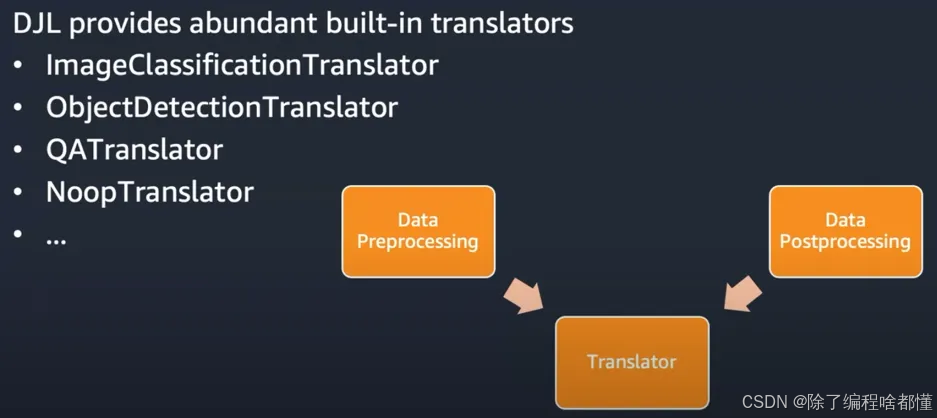 DJL provides abundant built-in translators
• ImageClassificationTranslator
• ObjectDetectionTranslator
• QATranslator
• NoopTranslator
• ...
Data
Preprocessing
Data
Postprocessing
Translator
CSDN @除了编程啥都懂